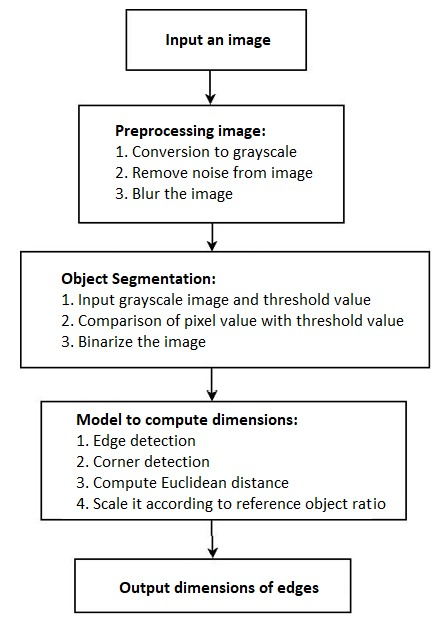 Input an image
Preprocessing image:
1. Conversion to grayscale
2. Remove noise from image
3. Blur the image
Object Segmentation:
1. Input grayscale image and threshold value
2. Comparison of pixel value with threshold value
3. Binarize the image
Model to compute dimensions:
1. Edge detection
2. Corner detection
3. Compute Euclidean distance
4. Scale it according to reference object ratio
Output dimensions of edges